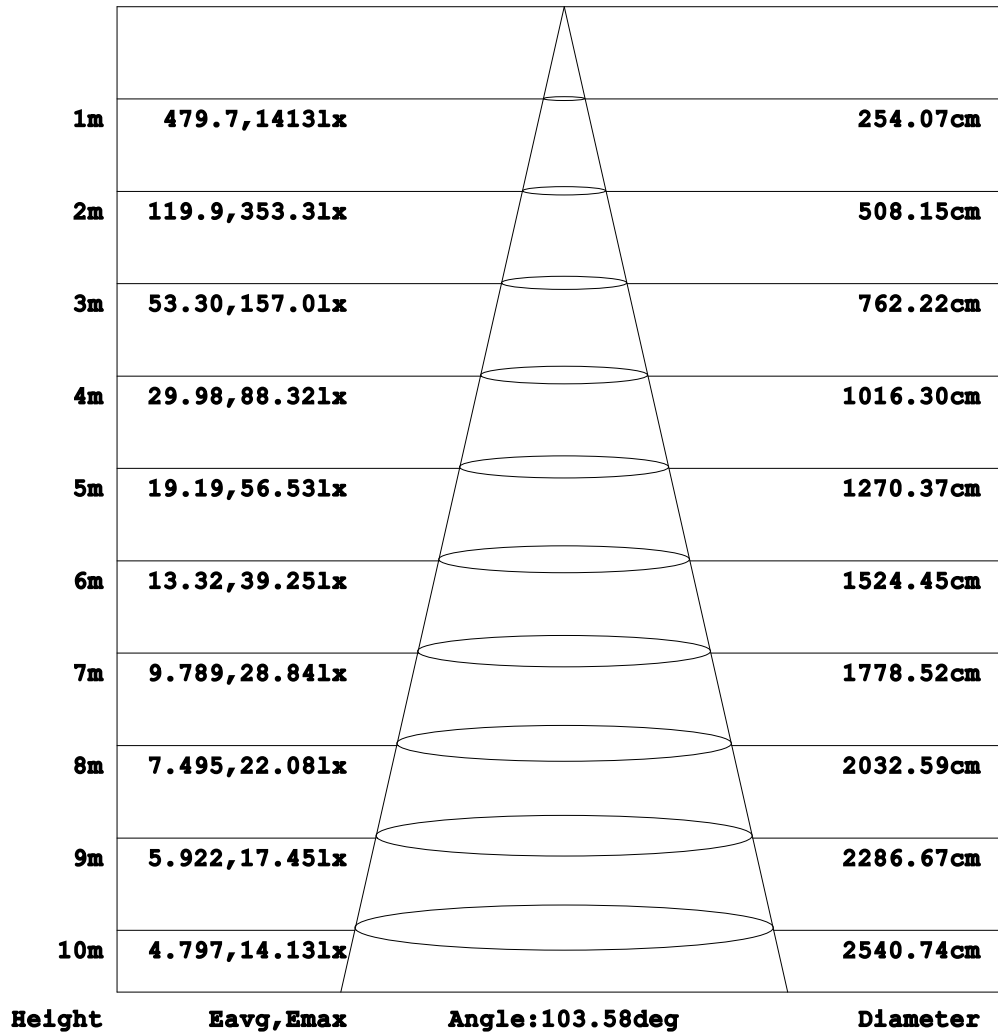 1m 479.7,1413lx 254.07cm
2m 119.9,353.3lx 508.15cm
3m 53.30,157.0lx 762.22cm
4m 29.98,88.32lx 1016.30cm
5m 19.19,56.53lx 1270.37cm
6m 13.32,39.25lx 1524.45cm
7m 9.789,28.84lx 1778.52cm
8m 7.495,22.08lx 2032.59cm
9m 5.922,17.45lx 2286.67cm
10m 4.797,14.13lx 2540.74cm
Height Eavg,Emax Angle:103.58deg Diameter